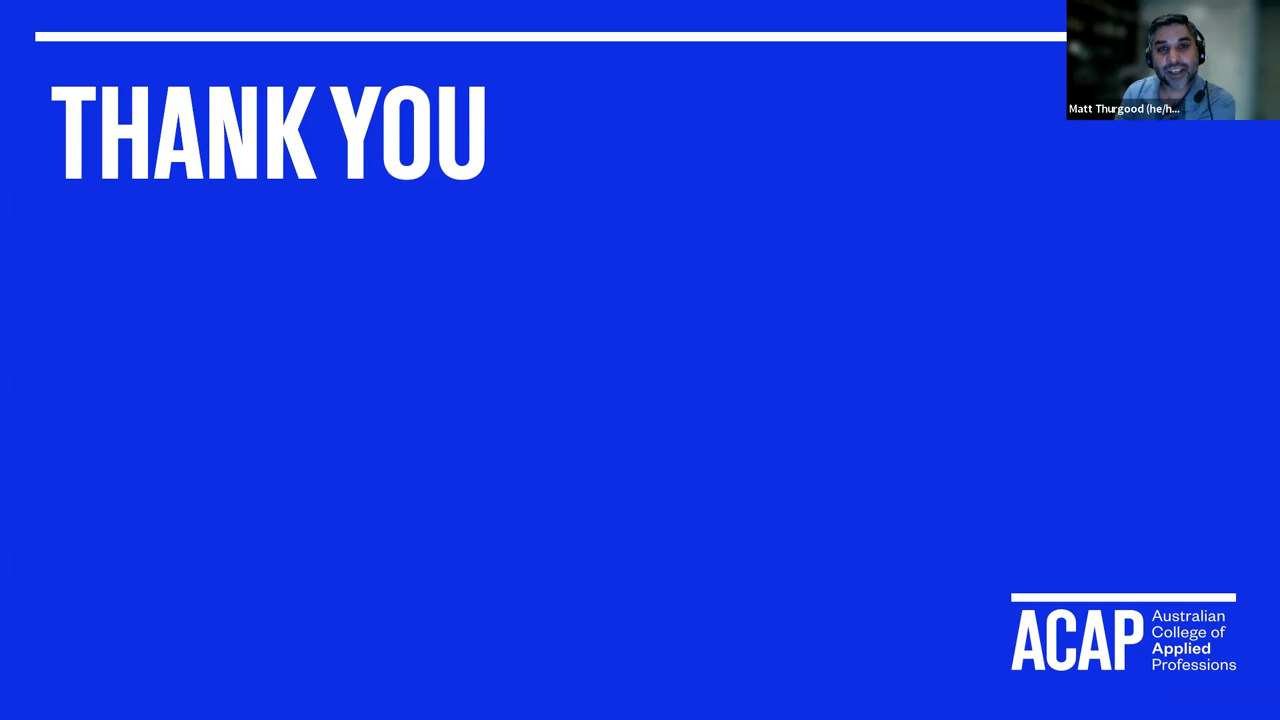 THANK YOU
Matt Thurgood (he/h...
ACAP
Australian
College of
Applied
Professions